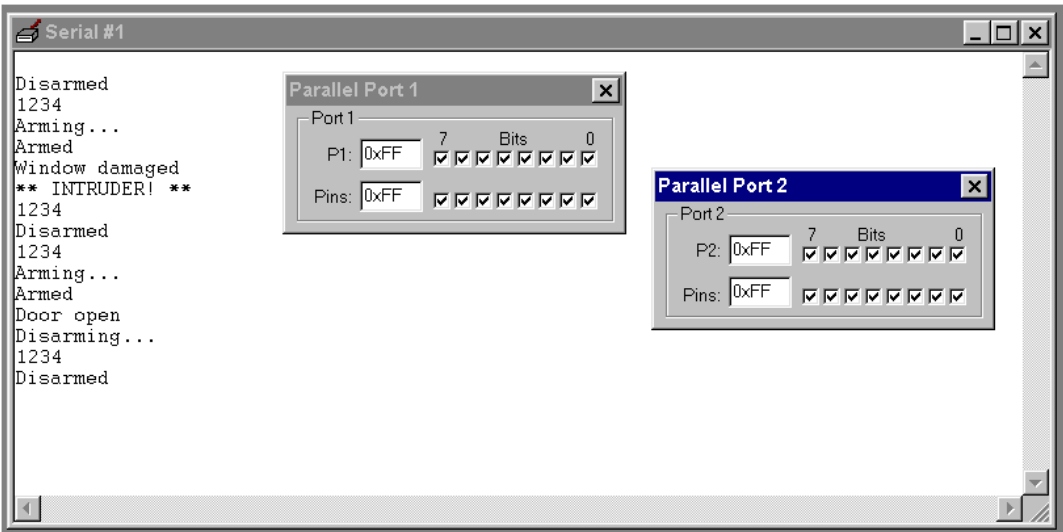 Serial #1
Disarmed
1234
Arming...
Armed
Window damaged
** INTRUDER! **
1234
Disarmed
1234
Arming...
Armed
Door open
Disarming...
1234
Disarmed
Parallel Port 1
Port 1
7 Bits 0
P1: 0xFF
Pins: 0xFF
Parallel Port 2
Port 2
7 Bits 0
P2: 0xFF
Pins: 0xFF